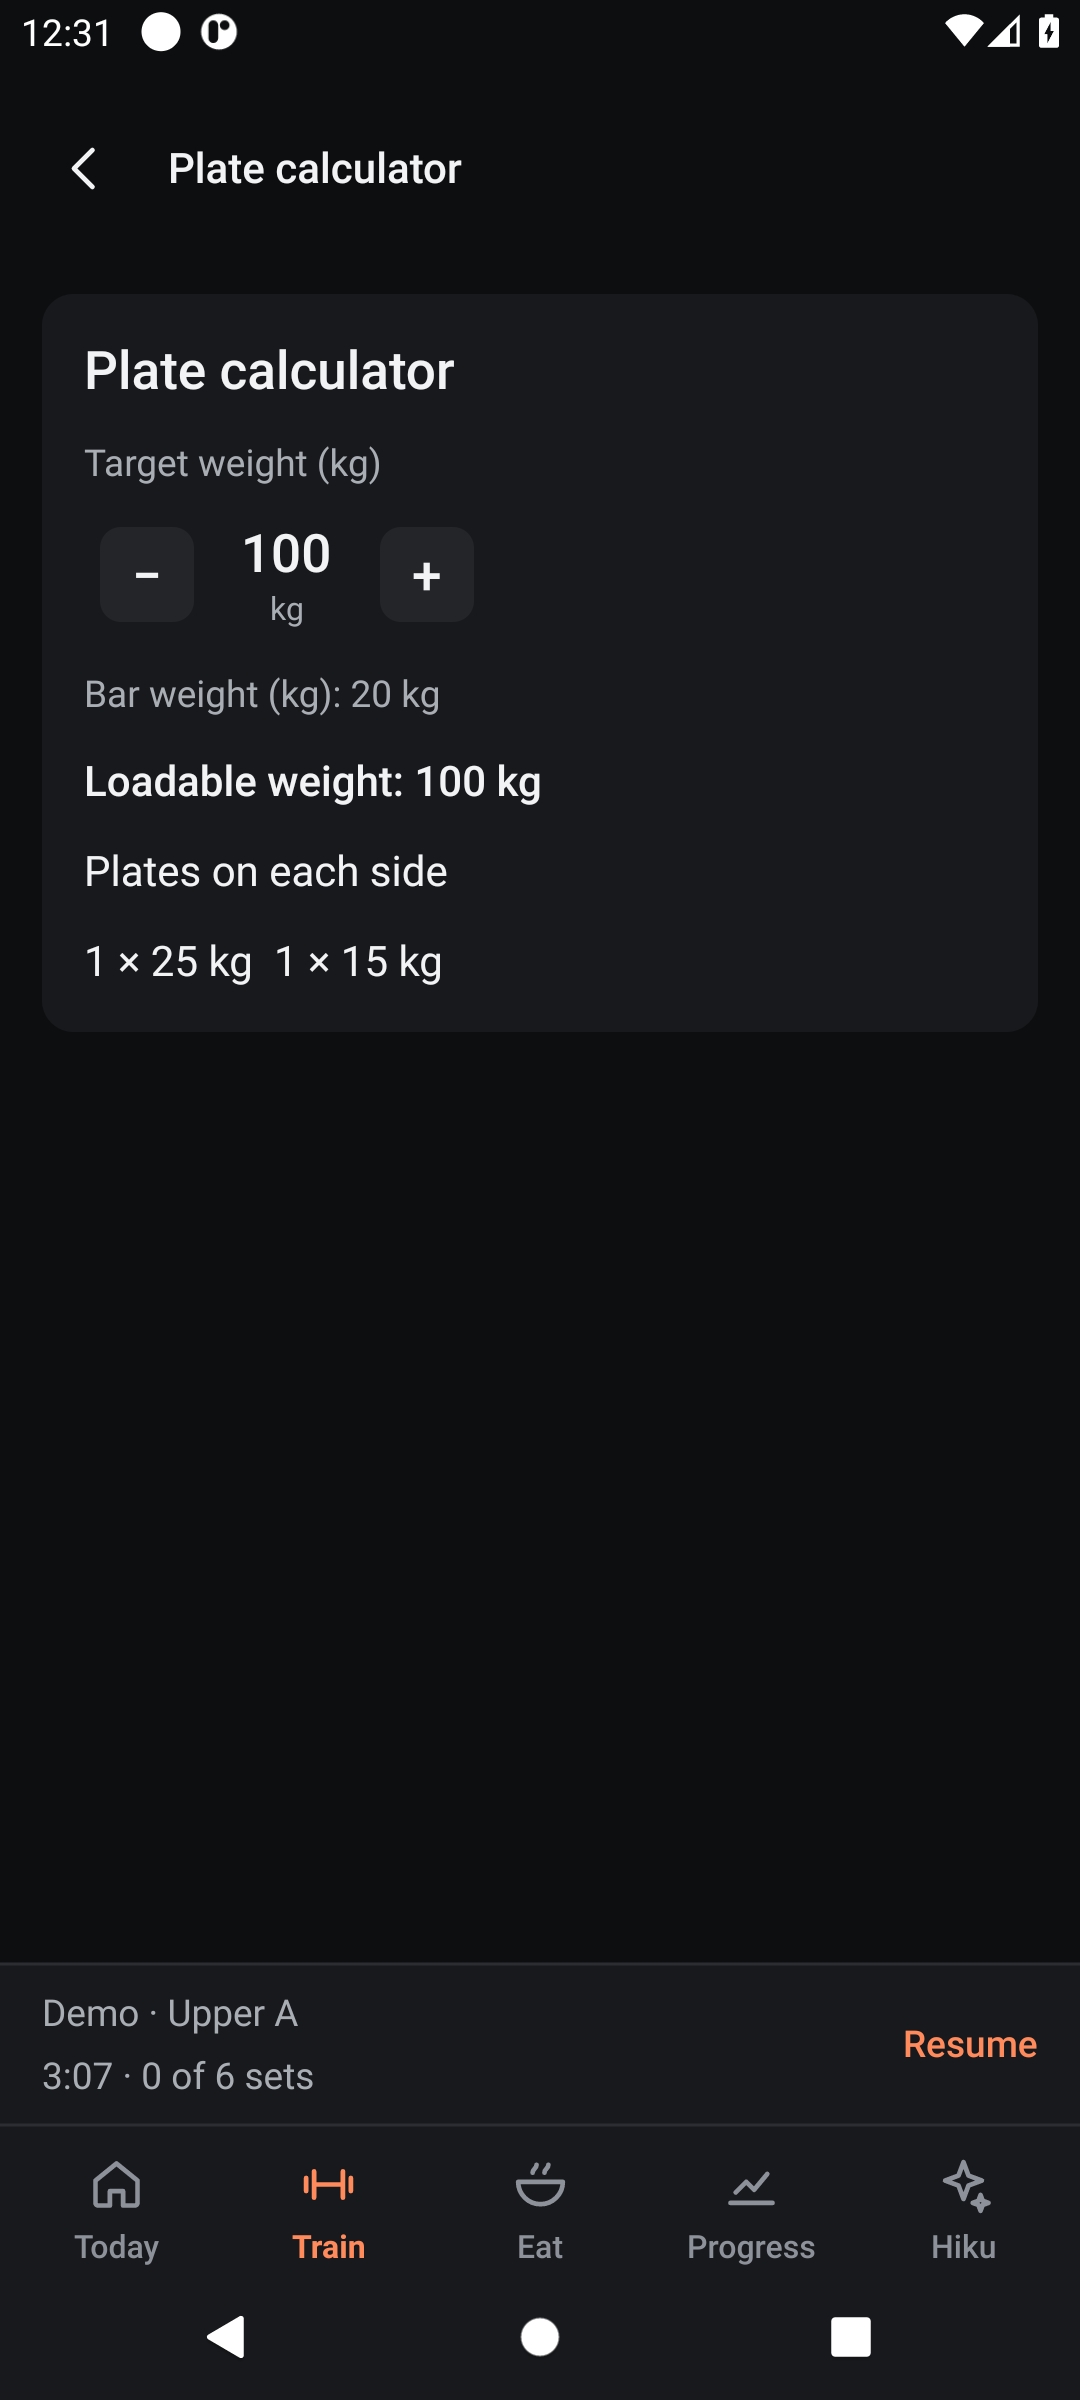 12:31
Plate calculator
Plate calculator
Target weight (kg)
− 100 +
kg
Bar weight (kg): 20 kg
Loadable weight: 100 kg
Plates on each side
1 × 25 kg 1 × 15 kg
Demo · Upper A
3:07 · 0 of 6 sets
Resume
Today Train Eat Progress Hiku